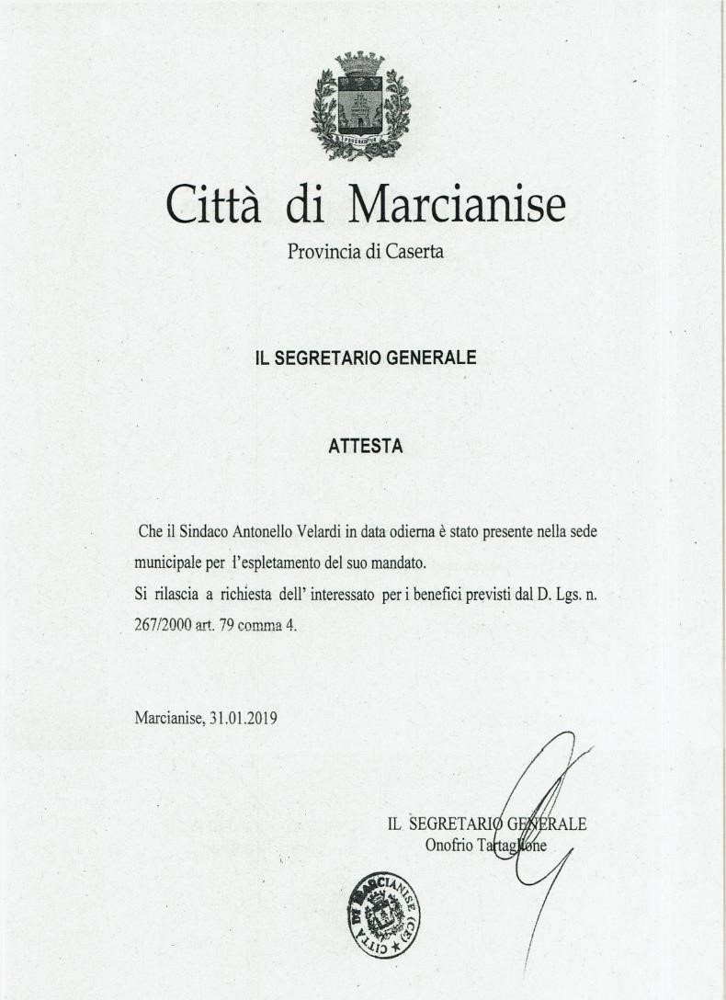 PROGREDITUR
Città di Marcianise
Provincia di Caserta
IL SEGRETARIO GENERALE
ATTESTA
Che il Sindaco Antonello Velardi in data odierna è stato presente nella sede
municipale per l'espletamento del suo mandato.
Si rilascia a richiesta dell' interessato per i benefici previsti dal D. Lgs. n.
267/2000 art. 79 comma 4.
Marcianise, 31.01.2019
IL SEGRETARIO GENERALE
Onofrio Tartaglione
CITTÀ DI MARCIANISE (CE)